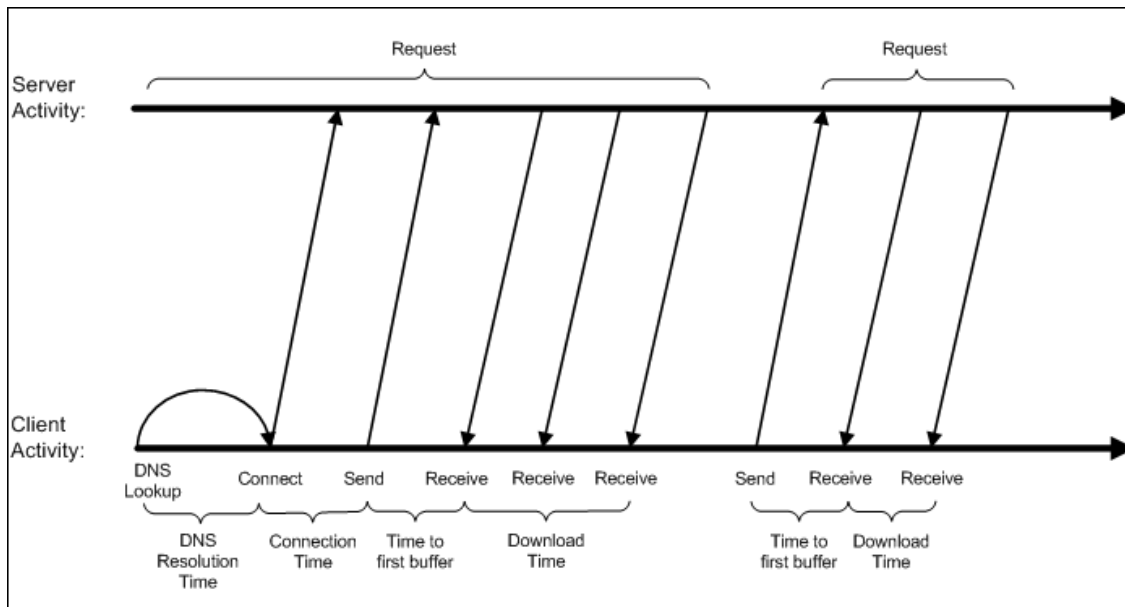 Request
Request
Server
Activity:
Client
Activity:
DNS
Lookup
Connect
Send
Receive
Receive
Receive
Send
Receive
Receive
DNS
Resolution
Time
Connection
Time
Time to
first buffer
Download
Time
Time to
first buffer
Download
Time